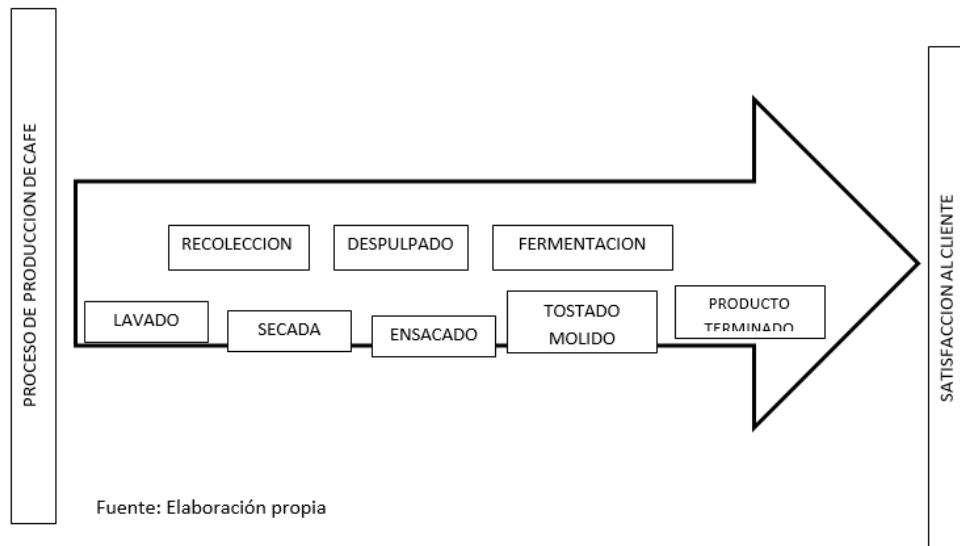 PROCESO DE PRODUCCION DE CAFE
RECOLECCION
DESPULPADO
FERMENTACION
LAVADO
SECADA
ENSACADO
TOSTADO
MOLIDO
PRODUCTO
TERMINADO
SATISFACCION AL CLIENTE
Fuente: Elaboración propia